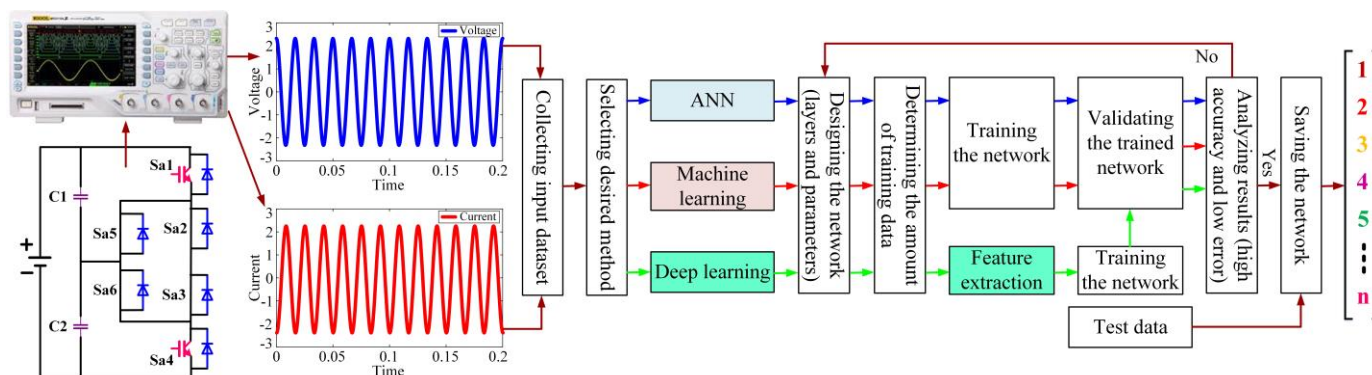 Voltage
3
2
1
0
-1
-2
-3
Voltage
0
0.05
0.1
0.15
0.2
Time
Current
3
2
1
0
-1
-2
-3
Current
0
0.05
0.1
0.15
0.2
Time
C1
C2
+
−
Sa1
Sa2
Sa5
Sa6
Sa3
Sa4
Collecting input dataset
Selecting desired method
ANN
Machine
learning
Deep learning
Designing the network
(layers and parameters)
Determining the amount
of training data
Training
the network
Feature
extraction
Validating
the trained
network
Training
the network
Test data
Analyzing results (high
accuracy and low error)
No
Yes
Saving the network
1
2
3
4
5
n